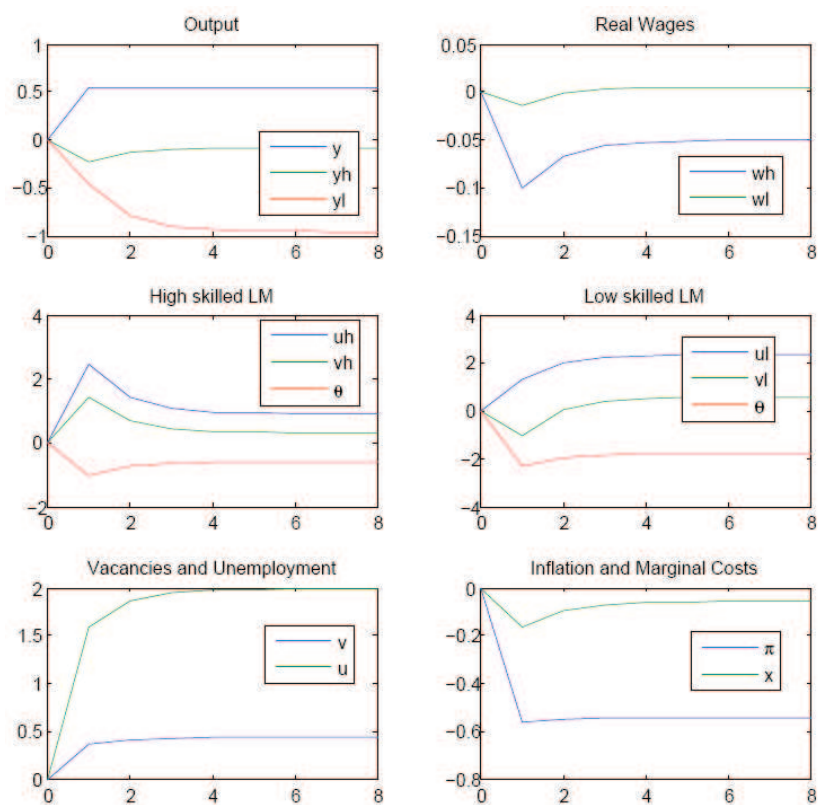 Output
1
0.5
0
−0.5
−1
0 2 4 6 8
y
yh
yl
Real Wages
0.05
0
−0.05
−0.1
−0.15
0 2 4 6 8
wh
wl
High skilled LM
4
2
0
−2
0 2 4 6 8
uh
vh
θ
Low skilled LM
4
2
0
−2
−4
0 2 4 6 8
ul
vl
θ
Vacancies and Unemployment
2
1.5
1
0.5
0
0 2 4 6 8
v
u
Inflation and Marginal Costs
0
−0.2
−0.4
−0.6
−0.8
0 2 4 6 8
π
x